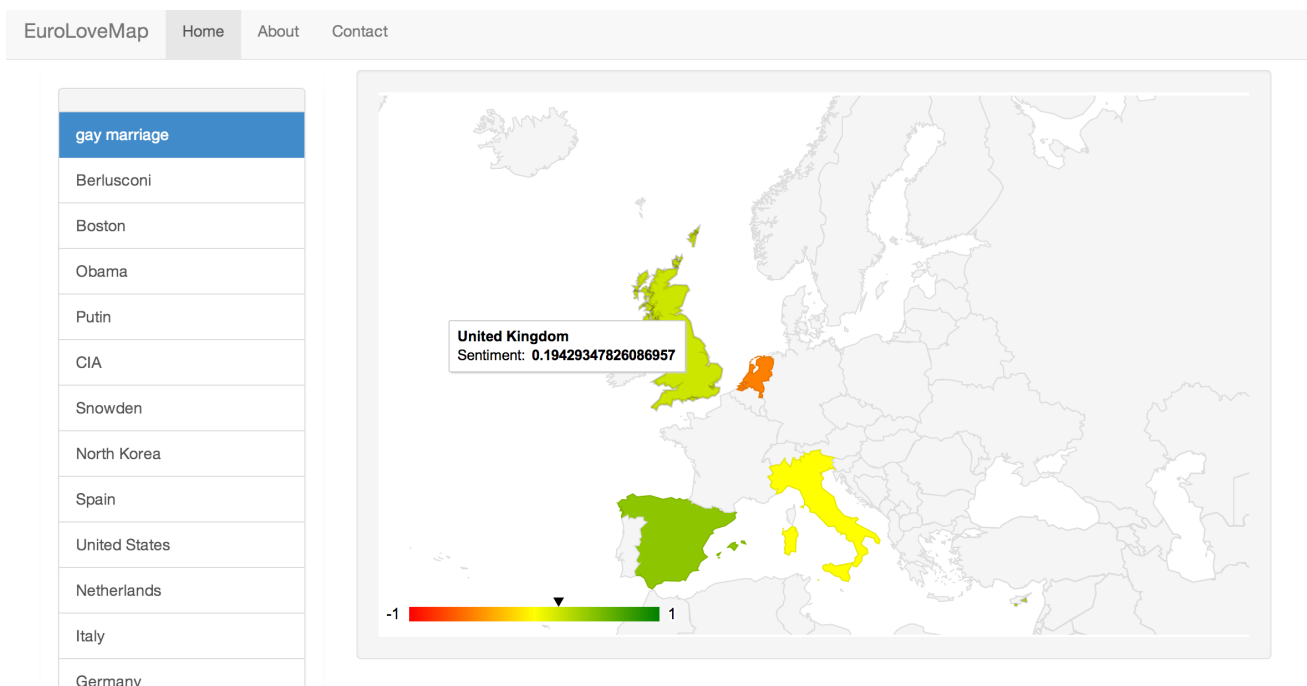 EuroLoveMap Home About Contact
gay marriage
Berlusconi
Boston
Obama
Putin
CIA
Snowden
North Korea
Spain
United States
Netherlands
Italy
Germany
United Kingdom
Sentiment: 0.19429347826086957
-1 1